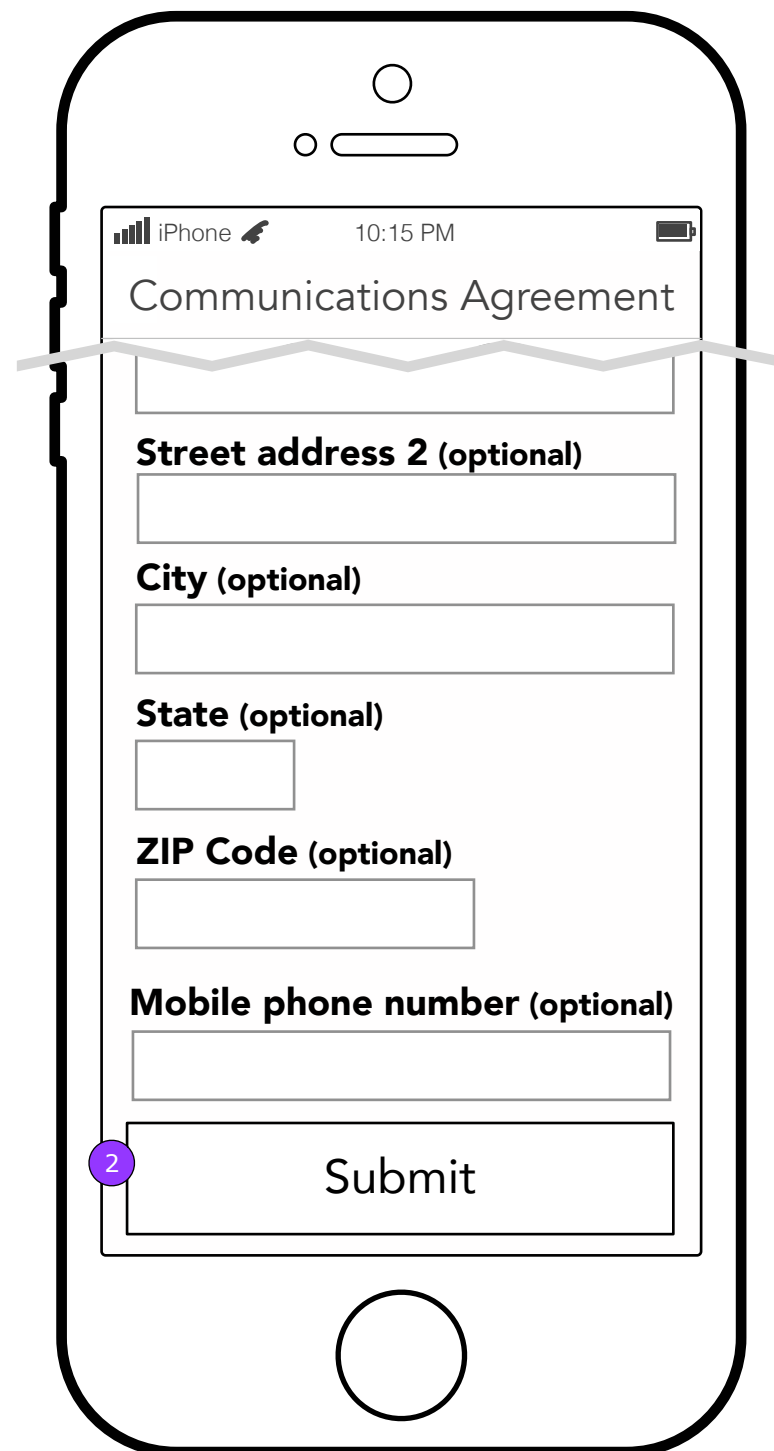 iPhone 10:15 PM
Communications Agreement
Street address 2 (optional)
City (optional)
State (optional)
ZIP Code (optional)
Mobile phone number (optional)
2 Submit